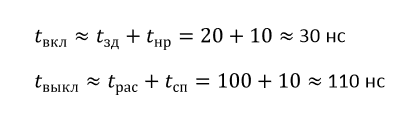 tвкл ≈ tзд + tнр = 20 + 10 ≈ 30 нс
tвыкл ≈ tрас + tсп = 100 + 10 ≈ 110 нс